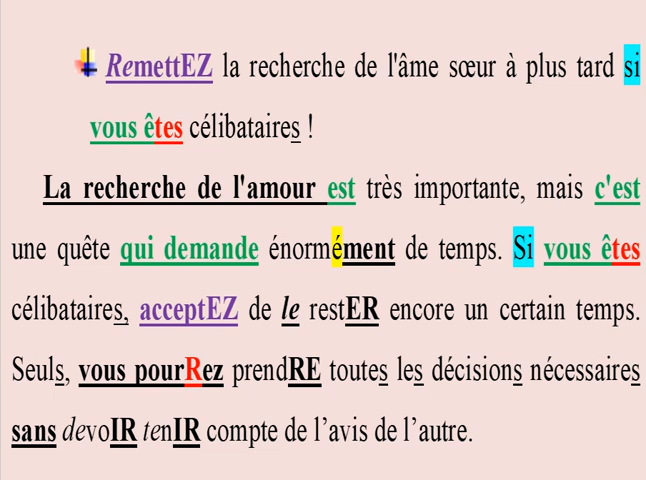 RemettEZ la recherche de l'âme sœur à plus tard si
vous êtes célibataires !
La recherche de l'amour est très importante, mais c'est
une quête qui demande énormément de temps. Si vous êtes
célibataires, acceptEZ de le restER encore un certain temps.
Seuls, vous pourRez prendRE toutes les décisions nécessaires
sans devoIR tenIR compte de l’avis de l’autre.